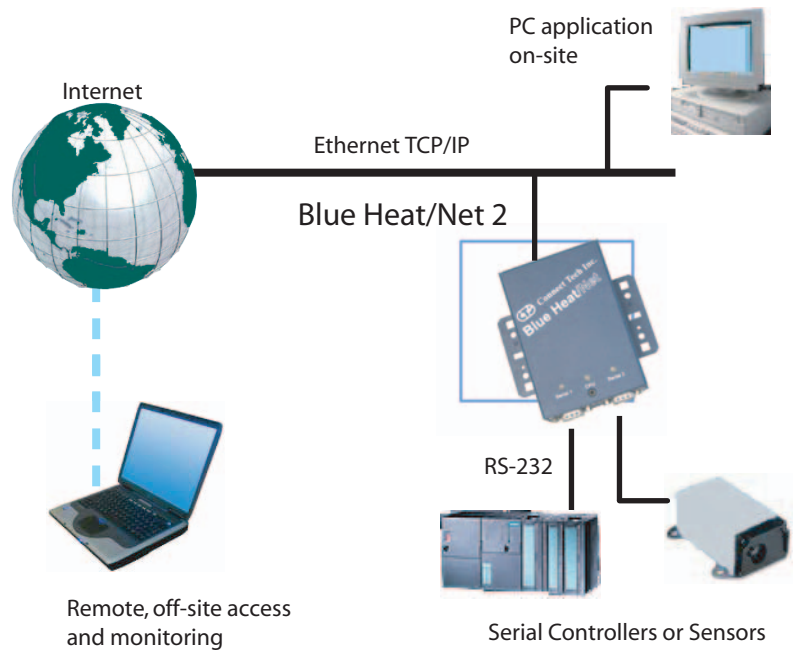 PC application
on-site
Internet
Ethernet TCP/IP
Blue Heat/Net 2
Connect Tech Inc.
Blue Heat/Net
RS-232
Remote, off-site access
and monitoring
Serial Controllers or Sensors